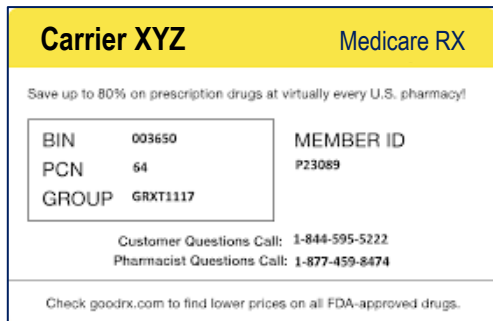 Carrier XYZ Medicare RX
Save up to 80% on prescription drugs at virtually every U.S. pharmacy!
BIN 003650
PCN 64
GROUP GRXT1117
MEMBER ID
P23089
Customer Questions Call: 1-844-595-5222
Pharmacist Questions Call: 1-877-459-8474
Check goodrx.com to find lower prices on all FDA-approved drugs.